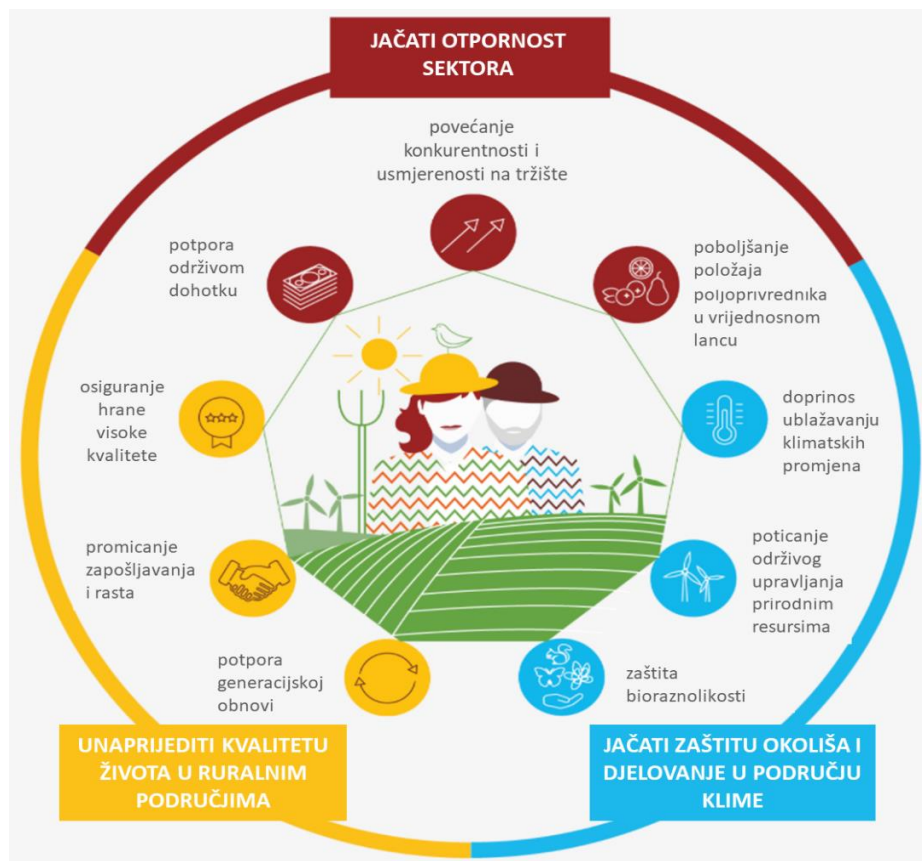 JAČATI OTPORNOST
SEKTORA
povećanje
konkurentnosti i
usmjerenosti na tržište
potpora
održivom
dohotku
poboljšanje
položaja
poljoprivrednika
u vrijednosnom
lancu
osiguranje
hrane
visoke
kvalitete
doprinos
ublažavanju
klimatskih
promjena
promicanje
zapošljavanja
i rasta
poticanje
održivog
upravljanja
prirodnim
resursima
potpora
generacijskoj
obnovi
zaštita
bioraznolikosti
UNAPRIJEDITI KVALITETU
ŽIVOTA U RURALNIM
PODRUČJIMA
JAČATI ZAŠTITU OKOLIŠA I
DJELOVANJE U PODRUČJU
KLIME